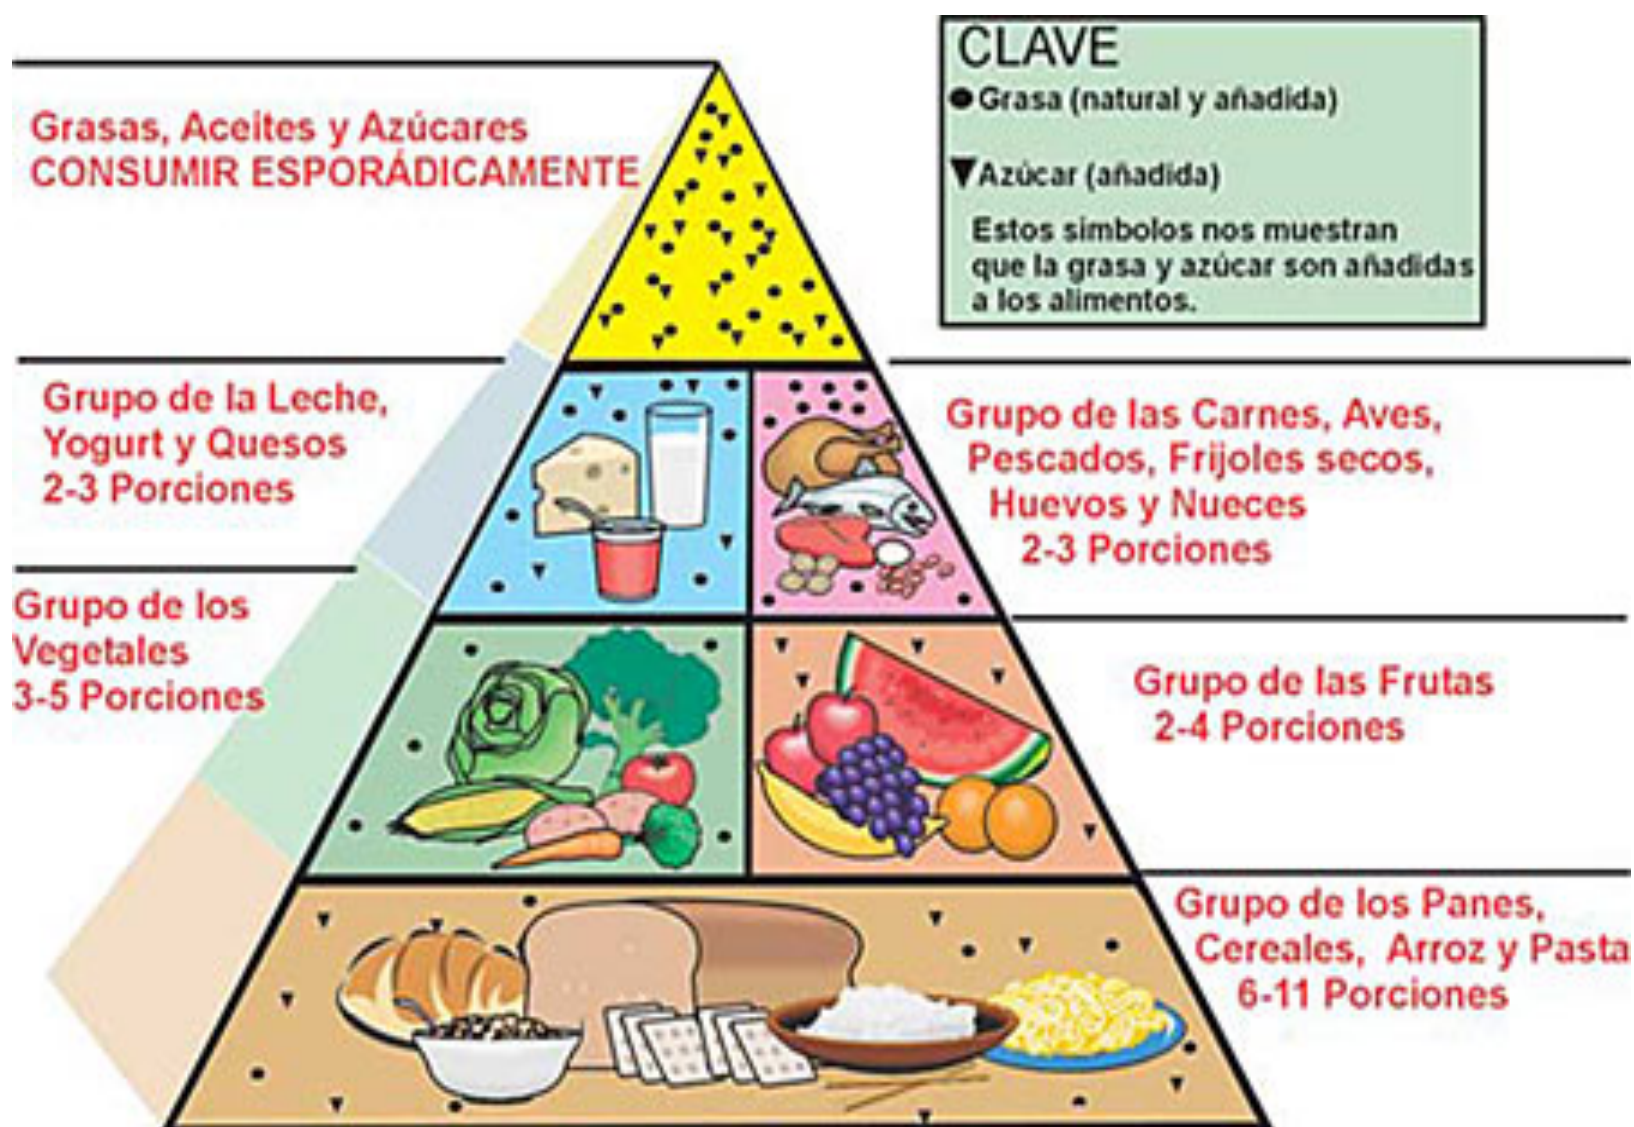 CLAVE
Grasa (natural y añadida)
Azúcar (añadida)
Estos simbolos nos muestran
que la grasa y azúcar son añadidas
a los alimentos.
Grasas, Aceites y Azúcares
CONSUMIR ESPORÁDICAMENTE
Grupo de la Leche,
Yogurt y Quesos
2-3 Porciones
Grupo de las Carnes, Aves,
Pescados, Frijoles secos,
Huevos y Nueces
2-3 Porciones
Grupo de los
Vegetales
3-5 Porciones
Grupo de las Frutas
2-4 Porciones
Grupo de los Panes,
Cereales, Arroz y Pasta
6-11 Porciones